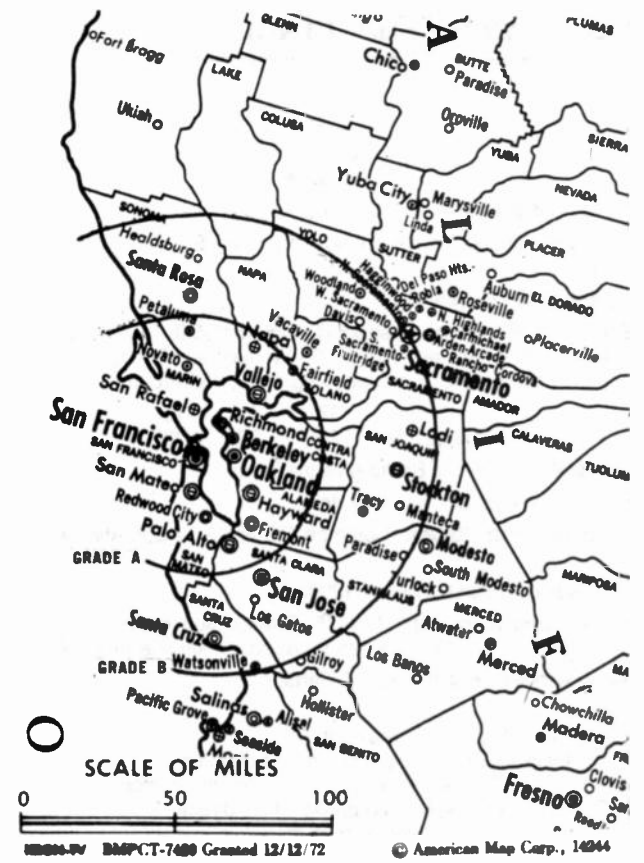 GLENN
PLUMAS
Fort Bragg
LAKE
Chico
BUTTE
Paradise
A
Ukiah
COLUSA
Oroville
YUBA
SIERRA
Yuba City
Marysville
Linda
NEVADA
SONOMA
YOLO
SUTTER
L
PLACER
Healdsburg
Santa Rosa
NAPA
Woodland
Del Paso Hts.
Robla
Auburn
EL DORADO
Roseville
W. Sacramento
Davis
N. Highlands
Carmichael
Arden-Arcade
Rancho Cordova
Placerville
Petaluma
Napa
Vacaville
S. Sacramento-
Fruitridge
Sacramento
Novato
MARIN
Vallejo
Fairfield
SOLANO
SACRAMENTO
AMADOR
San Rafael
San Francisco
SAN FRANCISCO
Richmond
CONTRA
COSTA
Berkeley
Oakland
SAN
JOAQUIN
Lodi
I
CALAVERAS
San Mateo
ALAMEDA
Hayward
Stockton
Tracy
Manteca
Redwood City
Fremont
Palo Alto
Paradise
Modesto
GRADE A
SAN
MATEO
SANTA CLARA
South Modesto
Turlock
STANISLAUS
MARIPOSA
San Jose
SANTA
CRUZ
Los Gatos
MERCED
Atwater
Merced
F
Santa Cruz
GRADE B
Watsonville
Gilroy
Los Banos
Hollister
Salinas
Alisal
Pacific Grove
Seaside
SAN BENITO
Chowchilla
Madera
O
SCALE OF MILES
0 50 100
Fresno
Clovis
BMPCT-7420 Granted 12/12/72
© American Map Corp., 14244